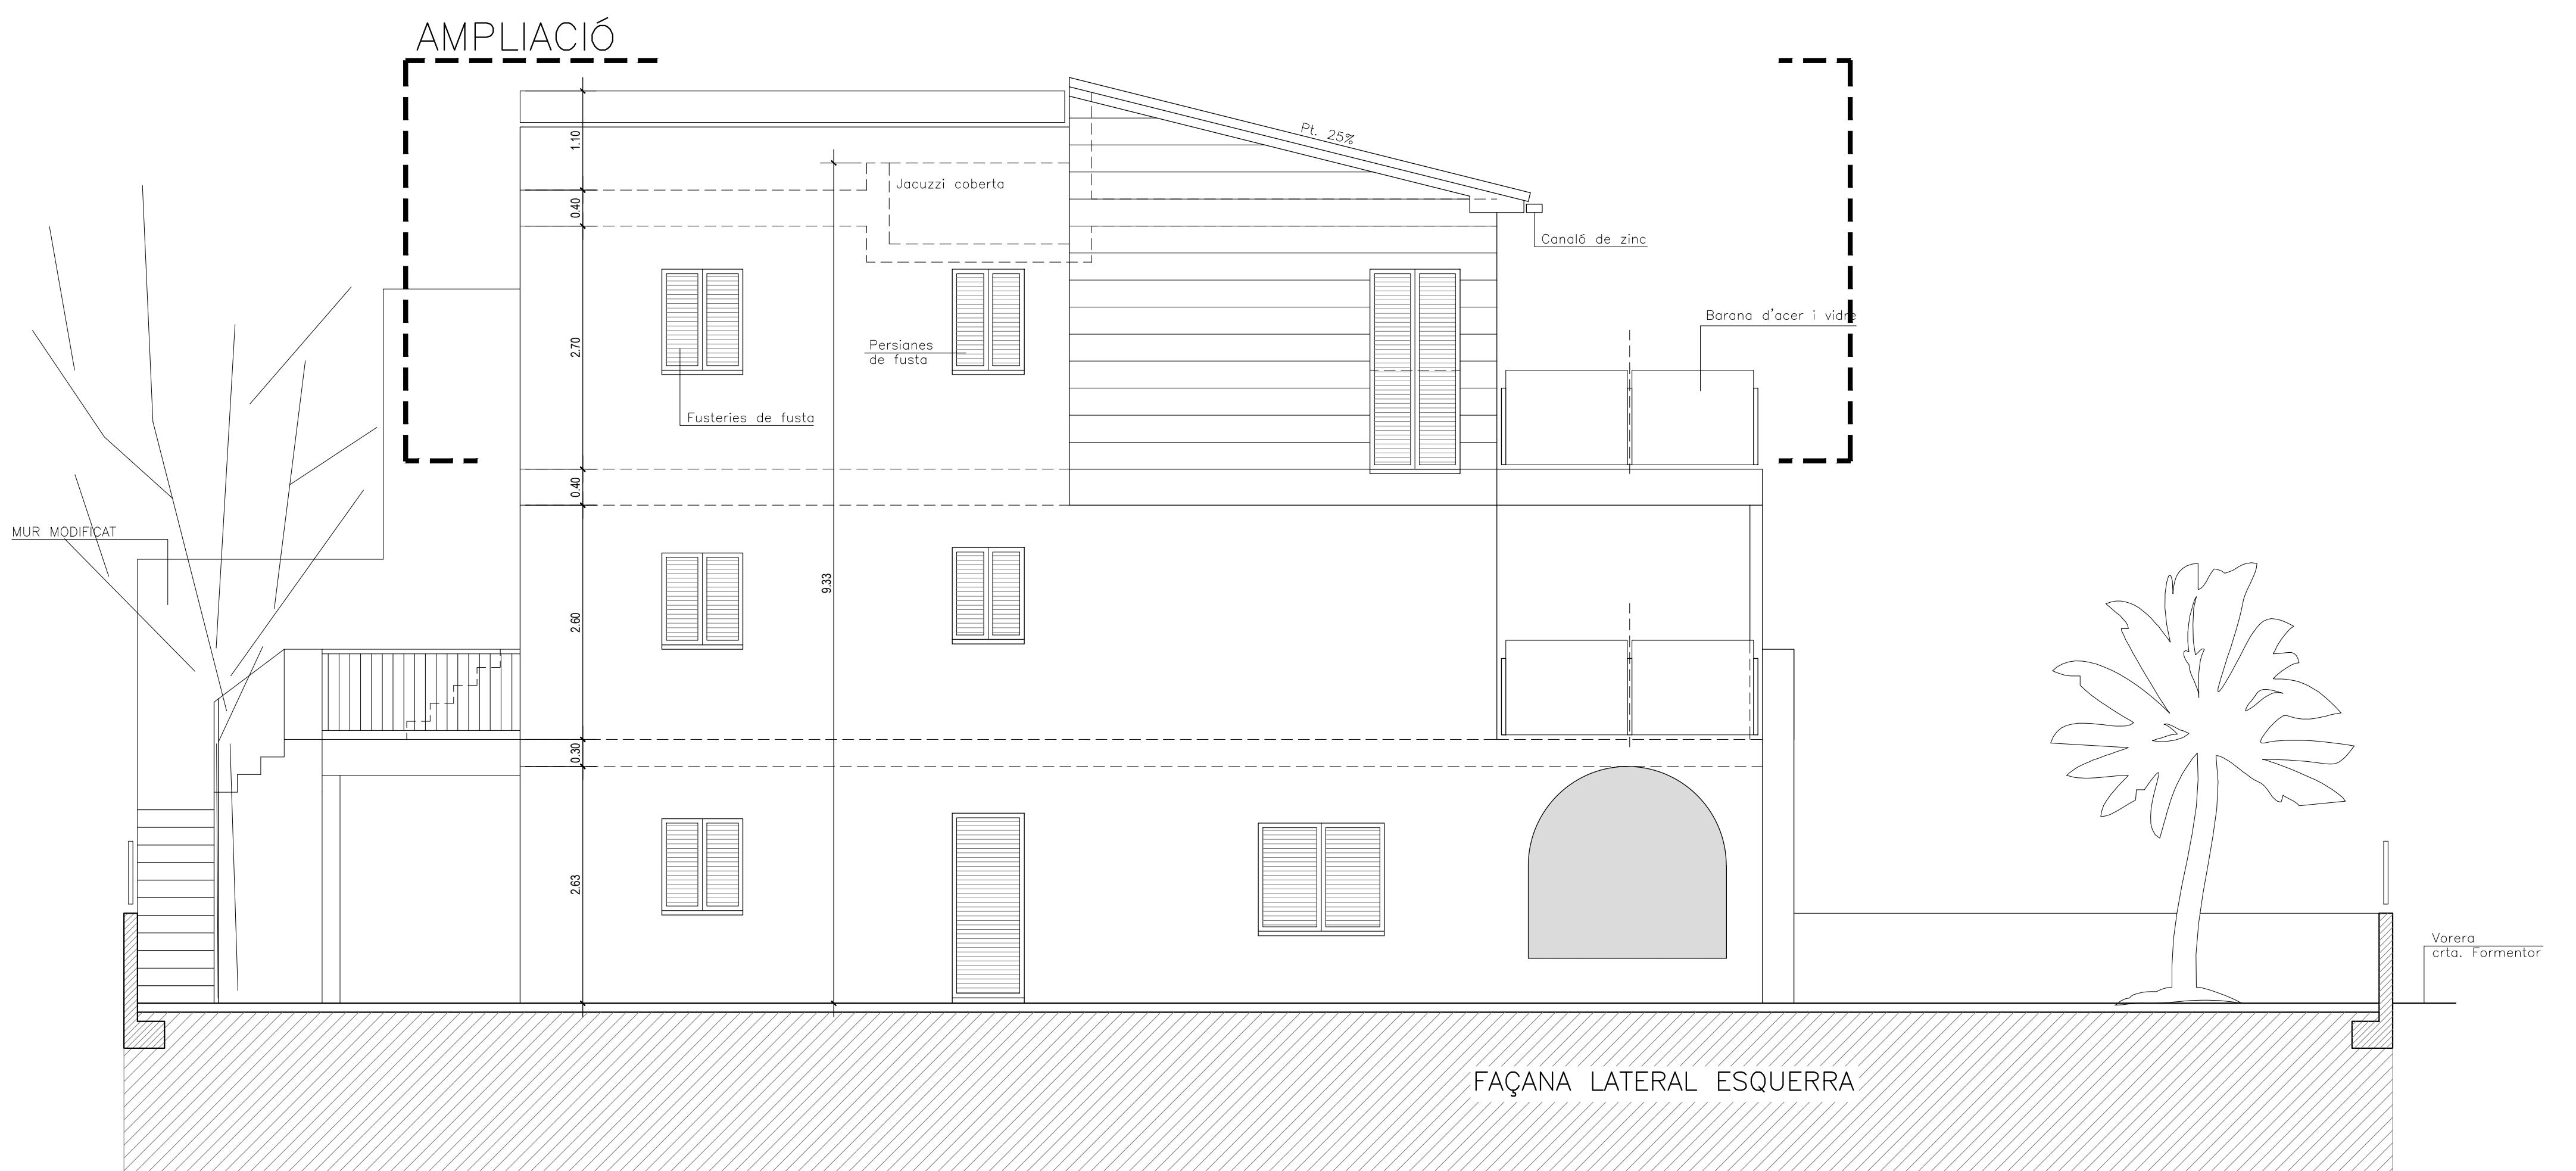 AMPLIACIÓ
Pt. 25%
1.10
Jacuzzi coberta
0.40
Canaló de zinc
Barana d'acer i vidre
2.70
Persianes
de fusta
Fusteries de fusta
0.40
MUR MODIFICAT
9.33
2.60
0.30
2.63
Vorera
crta. Formentor
FAÇANA LATERAL ESQUERRA